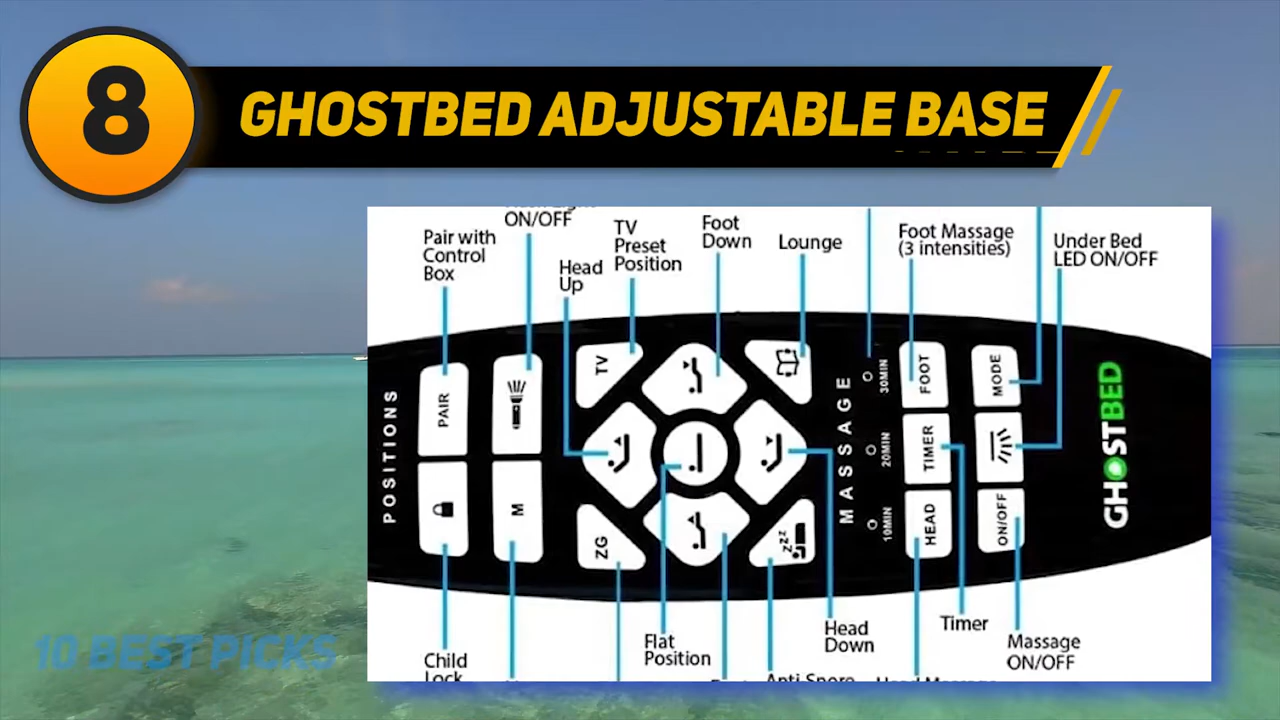 8
GHOSTBED ADJUSTABLE BASE
ON/OFF
Pair with
Control
Box
Head
Up
TV
Preset
Position
Foot
Down
Lounge
Foot Massage
(3 intensities)
Under Bed
LED ON/OFF
POSITIONS
PAIR
M
TV
ZG
ZZZ
MASSAGE
30MIN
20MIN
10MIN
FOOT
TIMER
HEAD
MODE
ON/OFF
GHOSTBED
Child
Lock
Flat
Position
Head
Down
Timer
Massage
ON/OFF
10 BEST PICKS